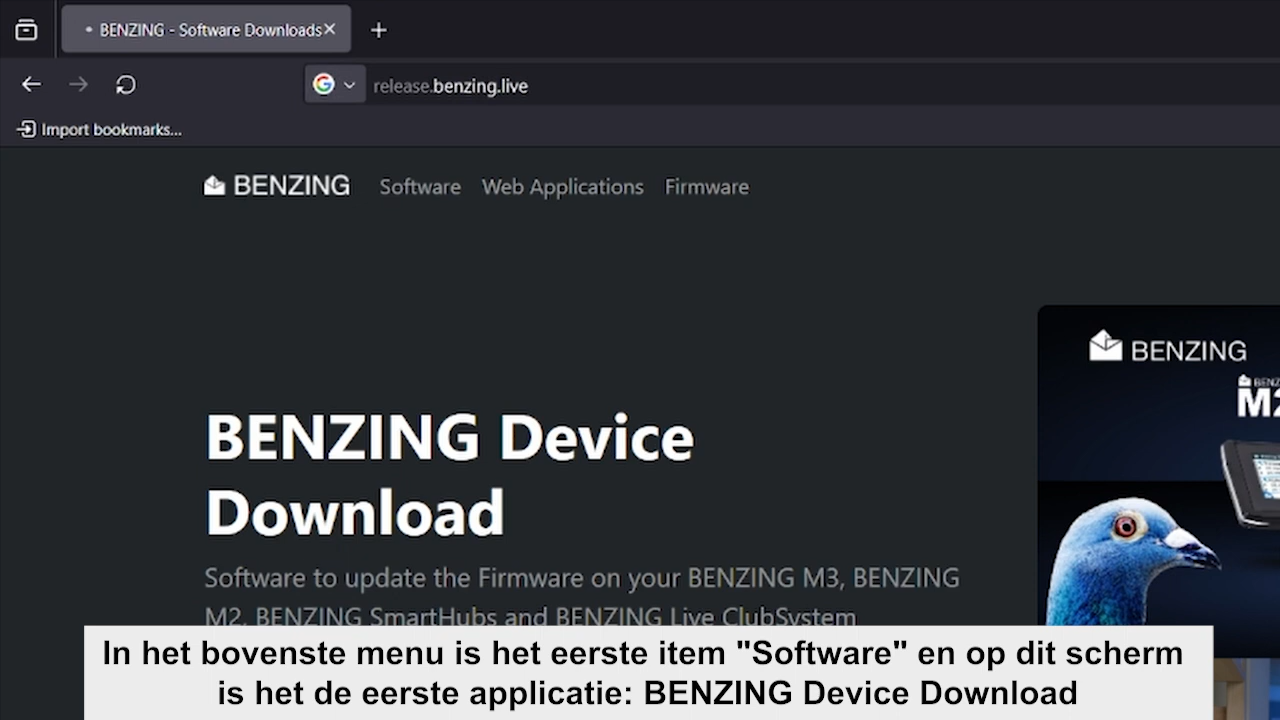 BENZING - Software Downloads
release.benzing.live
Import bookmarks...
BENZING Software Web Applications Firmware
BENZING
BENZING
M2
BENZING Device
Download
Software to update the Firmware on your BENZING M3, BENZING
M2, BENZING SmartHubs and BENZING Live ClubSystem
In het bovenste menu is het eerste item "Software" en op dit scherm
is het de eerste applicatie: BENZING Device Download